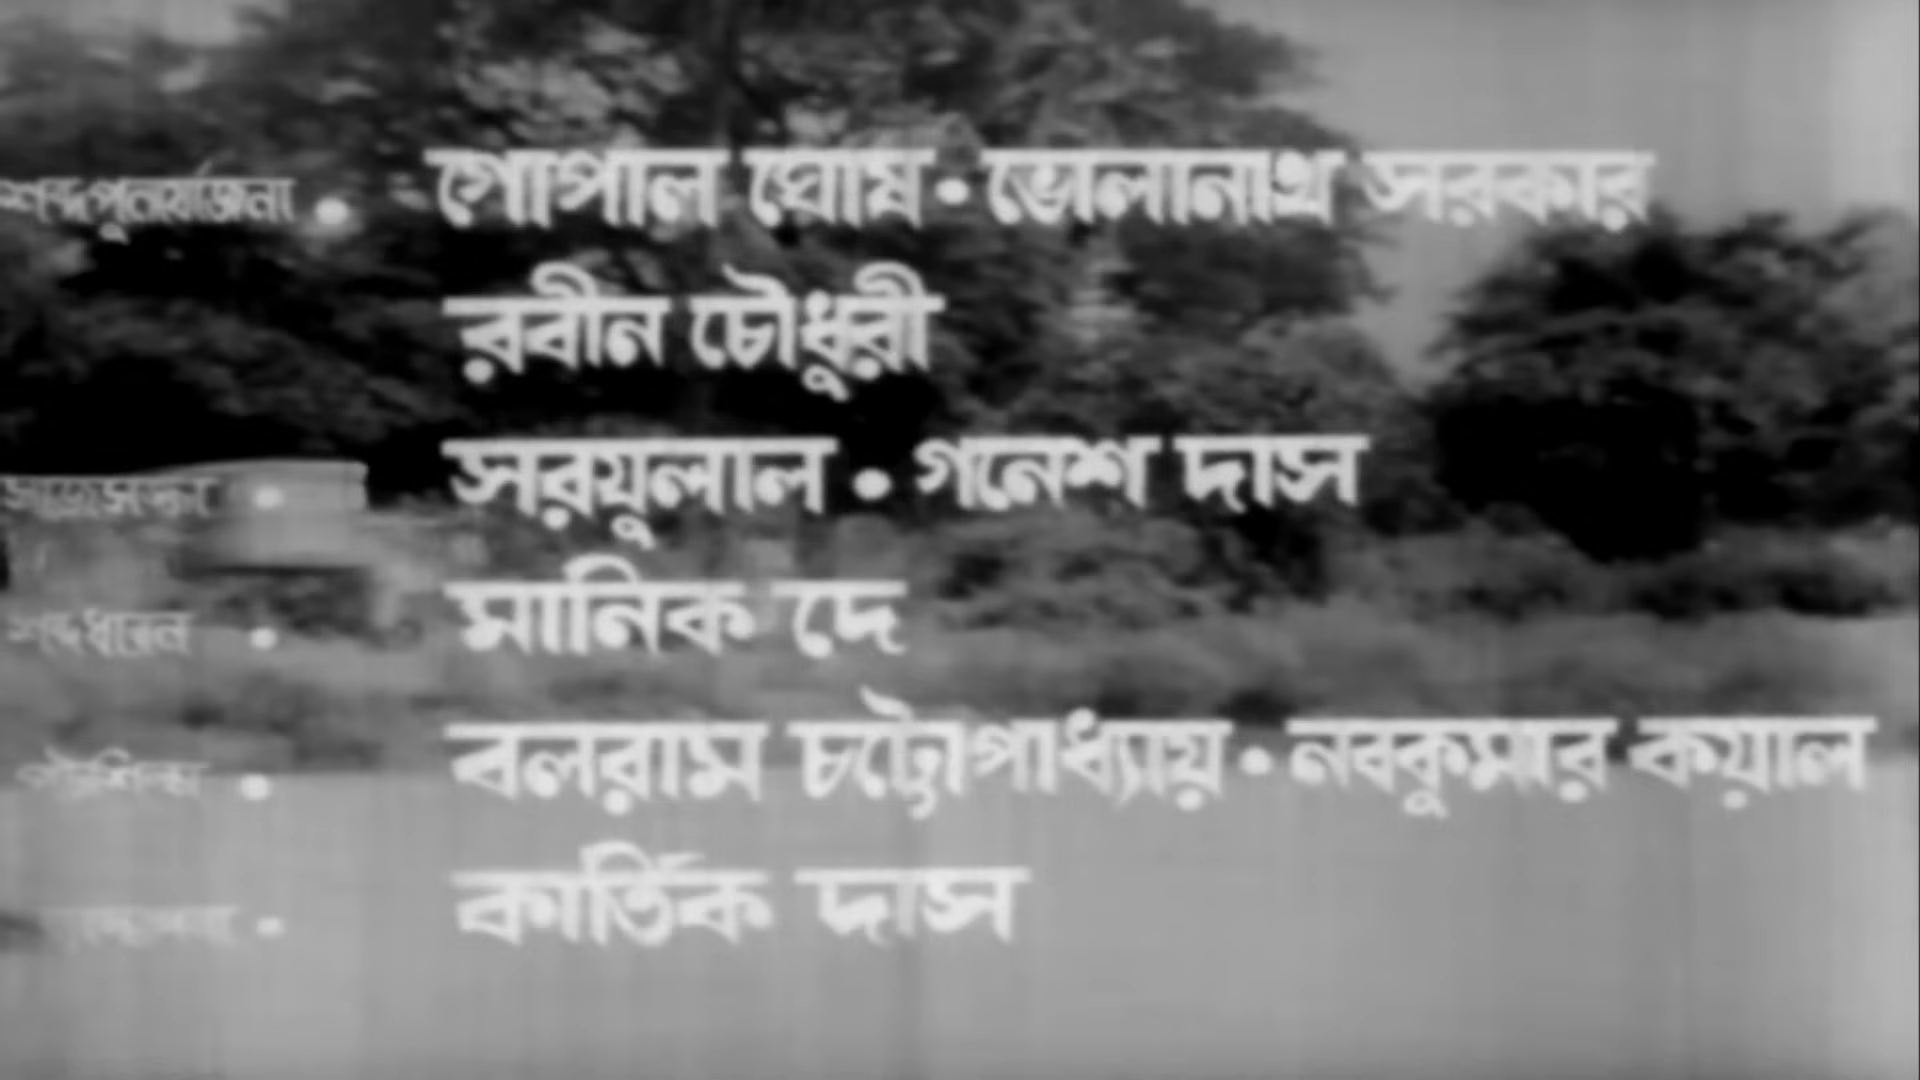 গোপাল ঘোষ • ভোলানাথ সরকার
রবীন চৌধুরী
সরযুলাল • গনেশ দাস
মানিক দে
বলরাম চট্টোপাধ্যায় • নবকুমার কয়াল
কার্তিক দাস